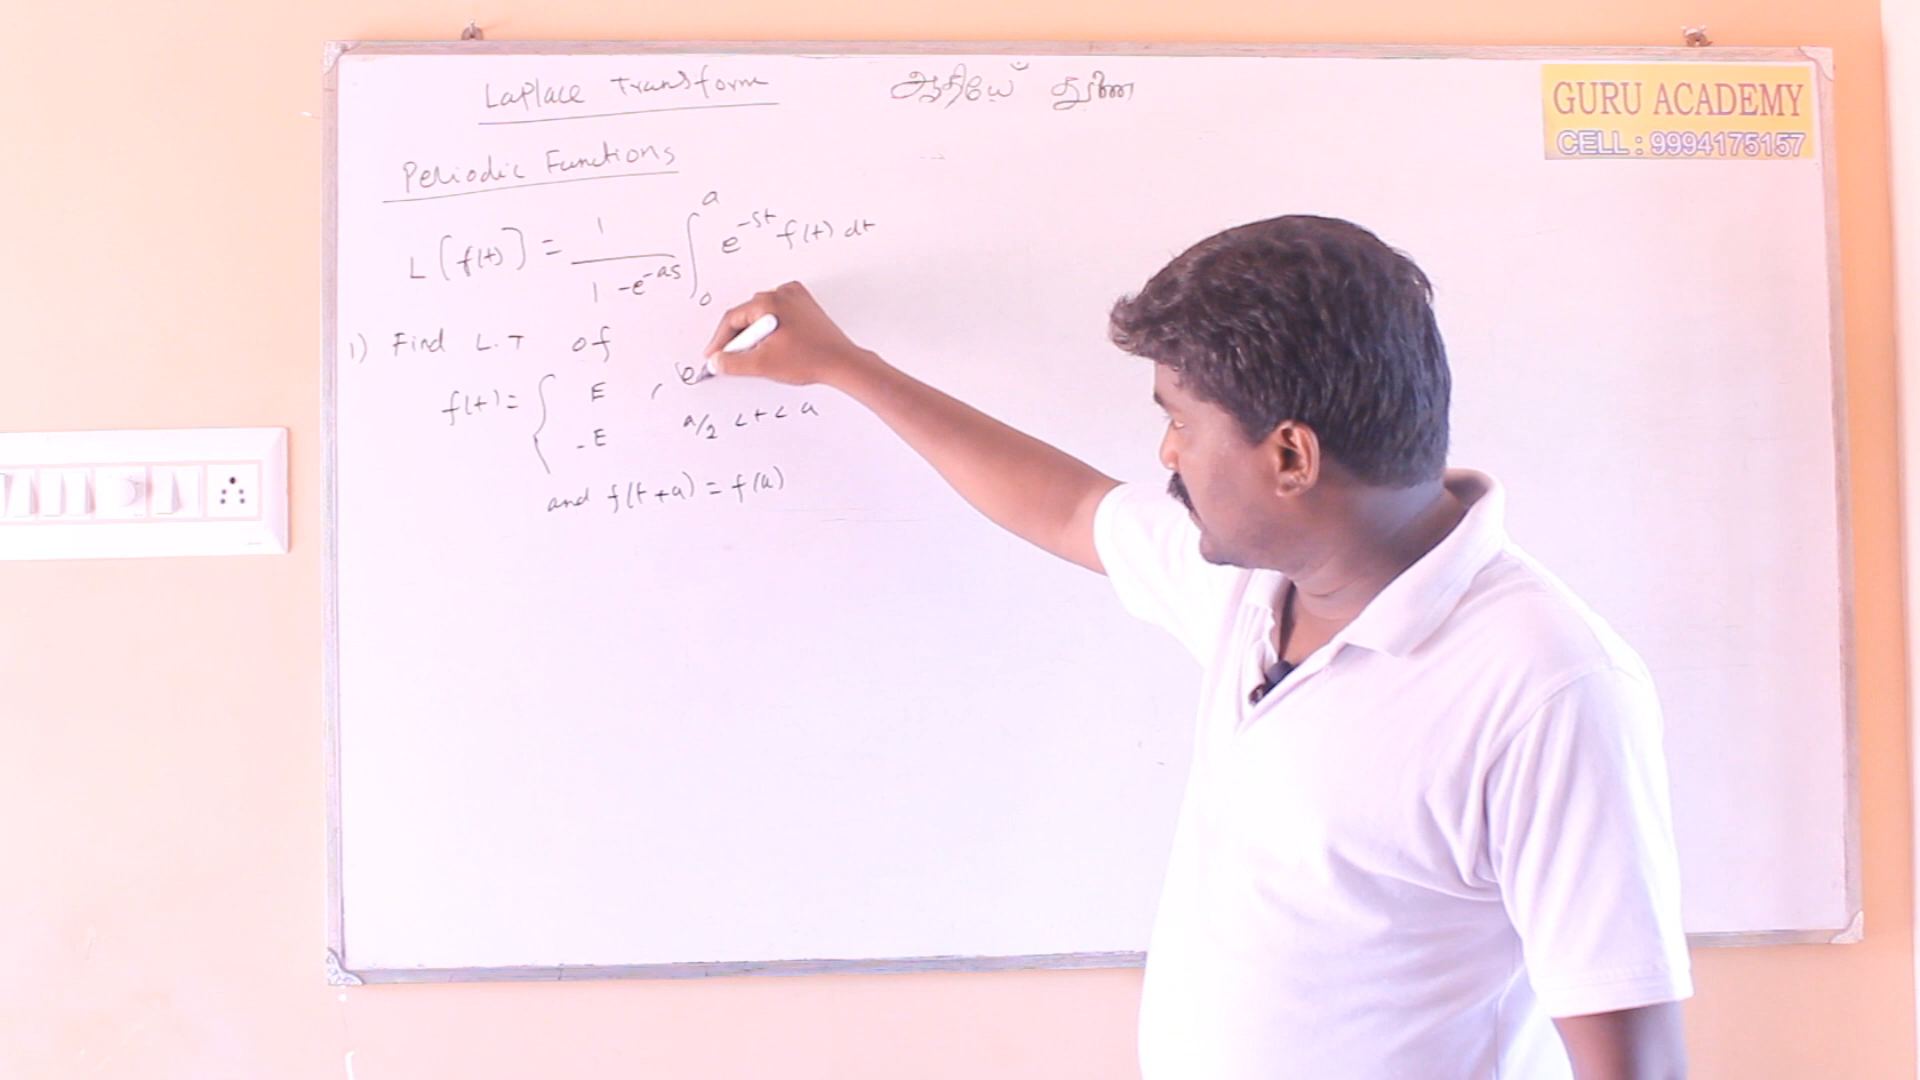 Laplace Transform
ஆதியே துணை
GURU ACADEMY
CELL : 9994175157
Periodic Functions
L(f(t)] = 1/(1-e^-as) ∫₀^a e^-st f(t) dt
1) Find L.T of
f(t) = { E ,
-E a/2 < t < a
and f(t+a) = f(a)